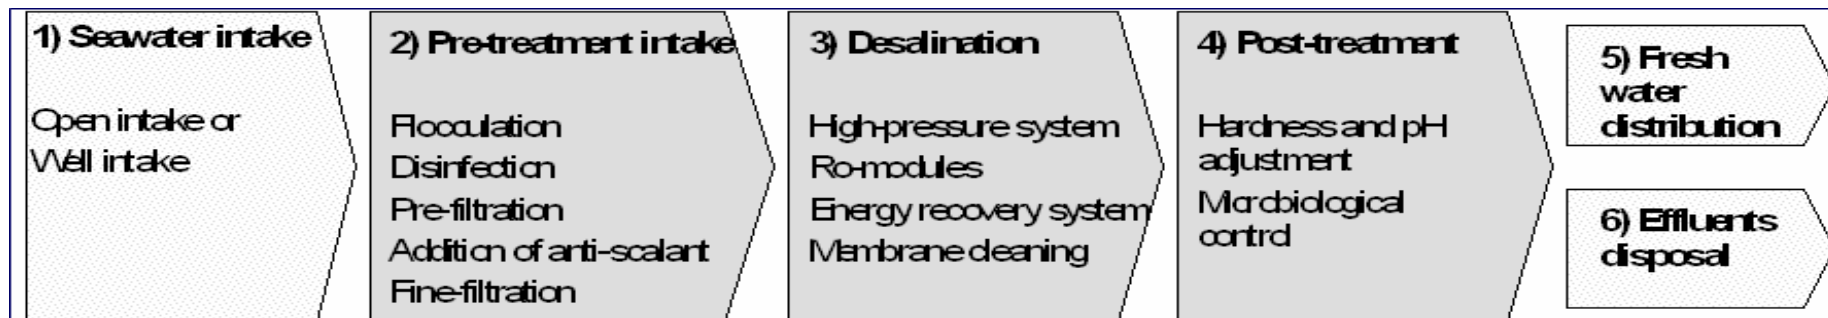 1) Seawater intake
Open intake or
Well intake
2) Pre-treatment intake
Flocculation
Disinfection
Pre-filtration
Addition of anti-scalant
Fine-filtration
3) Desalination
High-pressure system
Ro-modules
Energy recovery system
Membrane cleaning
4) Post-treatment
Hardness and pH
adjustment
Microbiological
control
5) Fresh
water
distribution
6) Effluents
disposal